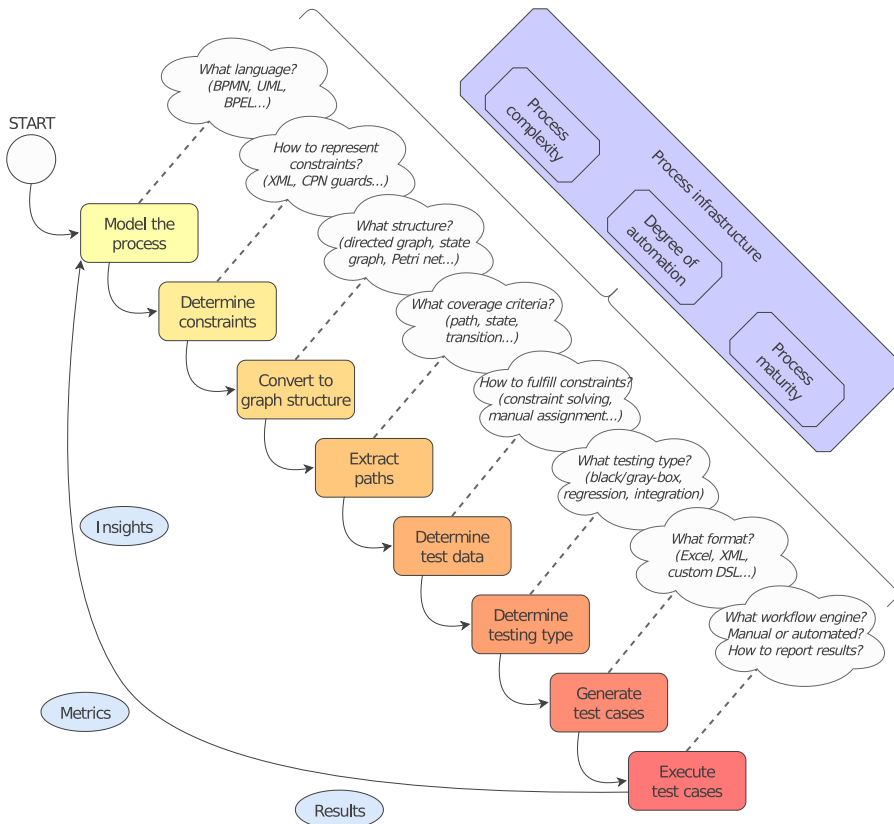 START
What language?
(BPMN, UML,
BPEL...)
Model the
process
How to represent
constraints?
(XML, CPN guards...)
Determine
constraints
What structure?
(directed graph, state
graph, Petri net...)
Convert to
graph structure
What coverage criteria?
(path, state,
transition...)
Extract
paths
How to fulfill constraints?
(constraint solving,
manual assignment...)
Determine
test data
What testing type?
(black/gray-box,
regression, integration)
Determine
testing type
What format?
(Excel, XML,
custom DSL...)
Generate
test cases
What workflow engine?
Manual or automated?
How to report results?
Execute
test cases
Process infrastructure
Process
complexity
Degree of
automation
Process
maturity
Insights
Metrics
Results